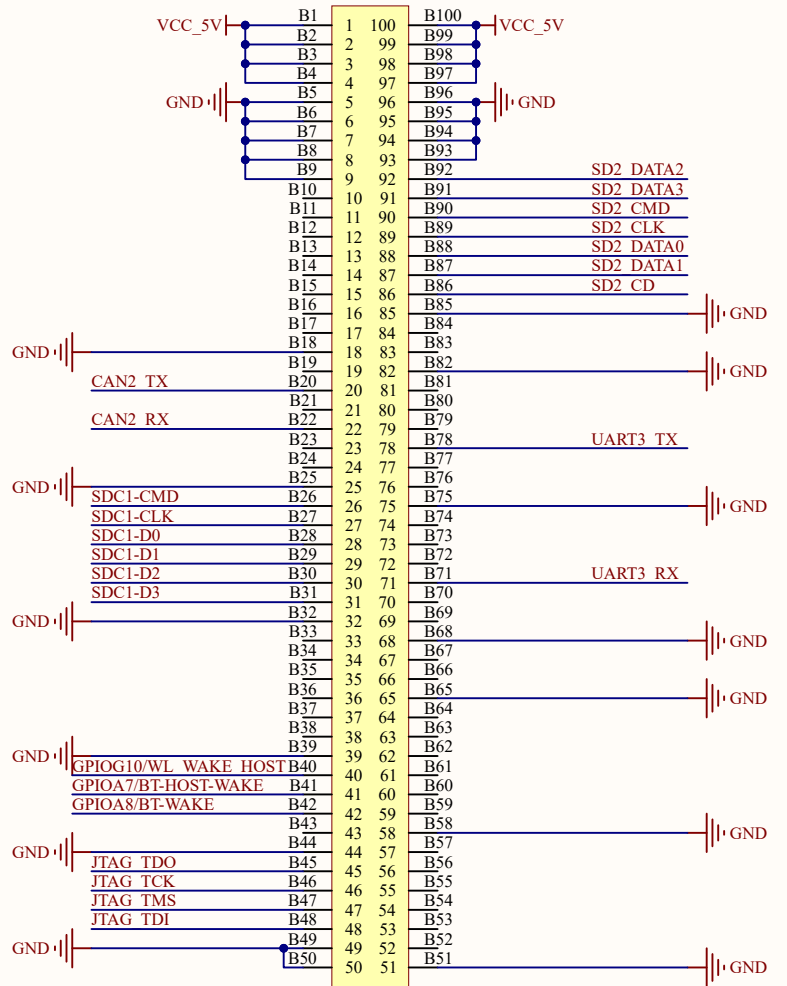 B1 1 100 B100
VCC_5V VCC_5V
B2 2 99 B99
B3 3 98 B98
B4 4 97 B97
B5 5 96 B96
GND GND
B6 6 95 B95
B7 7 94 B94
B8 8 93 B93
B9 9 92 B92 SD2_DATA2
B10 10 91 B91 SD2_DATA3
B11 11 90 B90 SD2_CMD
B12 12 89 B89 SD2_CLK
B13 13 88 B88 SD2_DATA0
B14 14 87 B87 SD2_DATA1
B15 15 86 B86 SD2_CD
B16 16 85 B85 GND
B17 17 84 B84
GND B18 18 83 B83
B19 19 82 B82 GND
CAN2_TX B20 20 81 B81
B21 21 80 B80
CAN2_RX B22 22 79 B79
B23 23 78 B78 UART3_TX
B24 24 77 B77
GND B25 25 76 B76
SDC1-CMD B26 26 75 B75 GND
SDC1-CLK B27 27 74 B74
SDC1-D0 B28 28 73 B73
SDC1-D1 B29 29 72 B72
SDC1-D2 B30 30 71 B71 UART3_RX
SDC1-D3 B31 31 70 B70
GND B32 32 69 B69
B33 33 68 B68 GND
B34 34 67 B67
B35 35 66 B66
B36 36 65 B65 GND
B37 37 64 B64
B38 38 63 B63
GND B39 39 62 B62
GPIOG10/WL_WAKE_HOST B40 40 61 B61
GPIOA7/BT-HOST-WAKE B41 41 60 B60
GPIOA8/BT-WAKE B42 42 59 B59
B43 43 58 B58 GND
GND B44 44 57 B57
JTAG_TDO B45 45 56 B56
JTAG_TCK B46 46 55 B55
JTAG_TMS B47 47 54 B54
JTAG_TDI B48 48 53 B53
GND B49 49 52 B52
B50 50 51 B51 GND